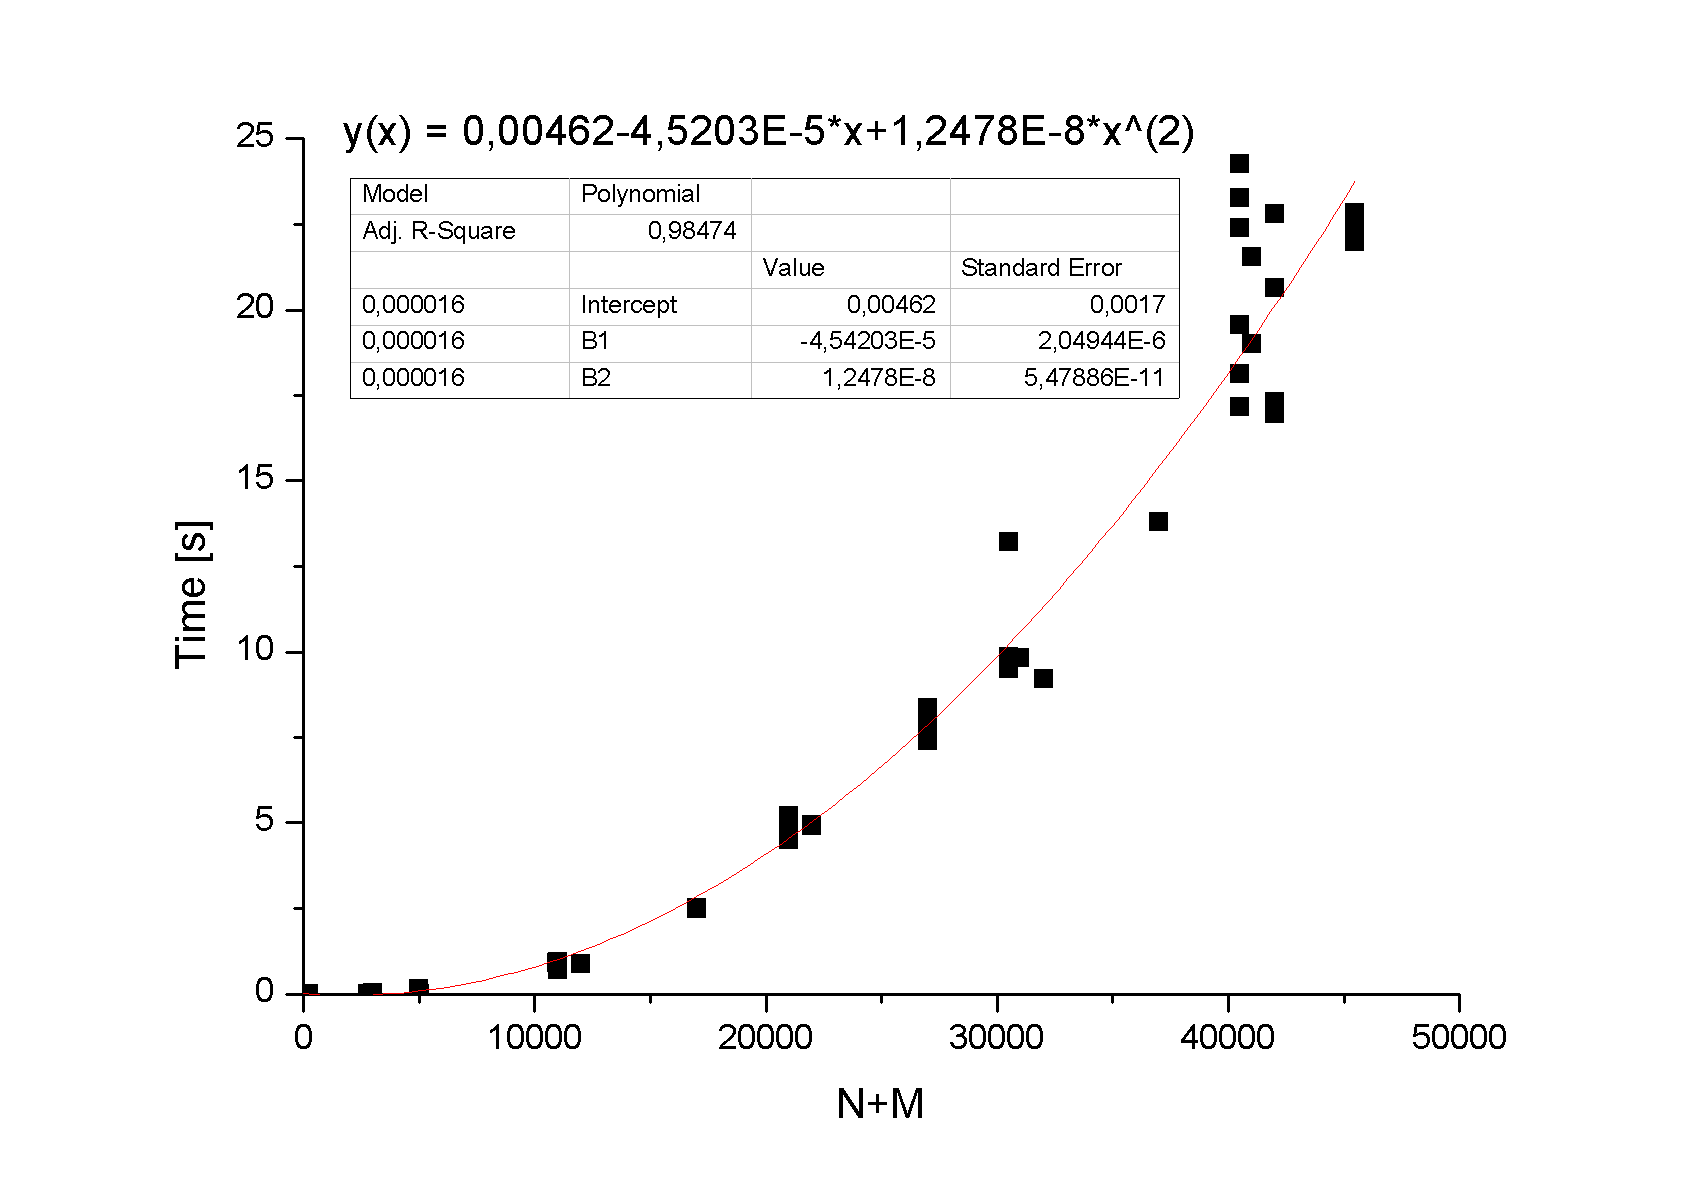 y(x) = 0,00462-4,5203E-5*x+1,2478E-8*x^(2)
Model Polynomial
Adj. R-Square 0,98474
Value Standard Error
0,000016 Intercept 0,00462 0,0017
0,000016 B1 -4,54203E-5 2,04944E-6
0,000016 B2 1,2478E-8 5,47886E-11
25
20
15
10
5
0
Time [s]
0 10000 20000 30000 40000 50000
N+M